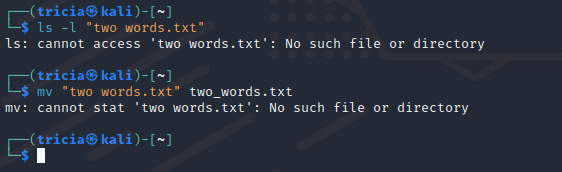 ┌──(tricia㉿kali)-[~]
└─$ ls -l "two words.txt"
ls: cannot access 'two words.txt': No such file or directory
┌──(tricia㉿kali)-[~]
└─$ mv "two words.txt" two_words.txt
mv: cannot stat 'two words.txt': No such file or directory
┌──(tricia㉿kali)-[~]
└─$